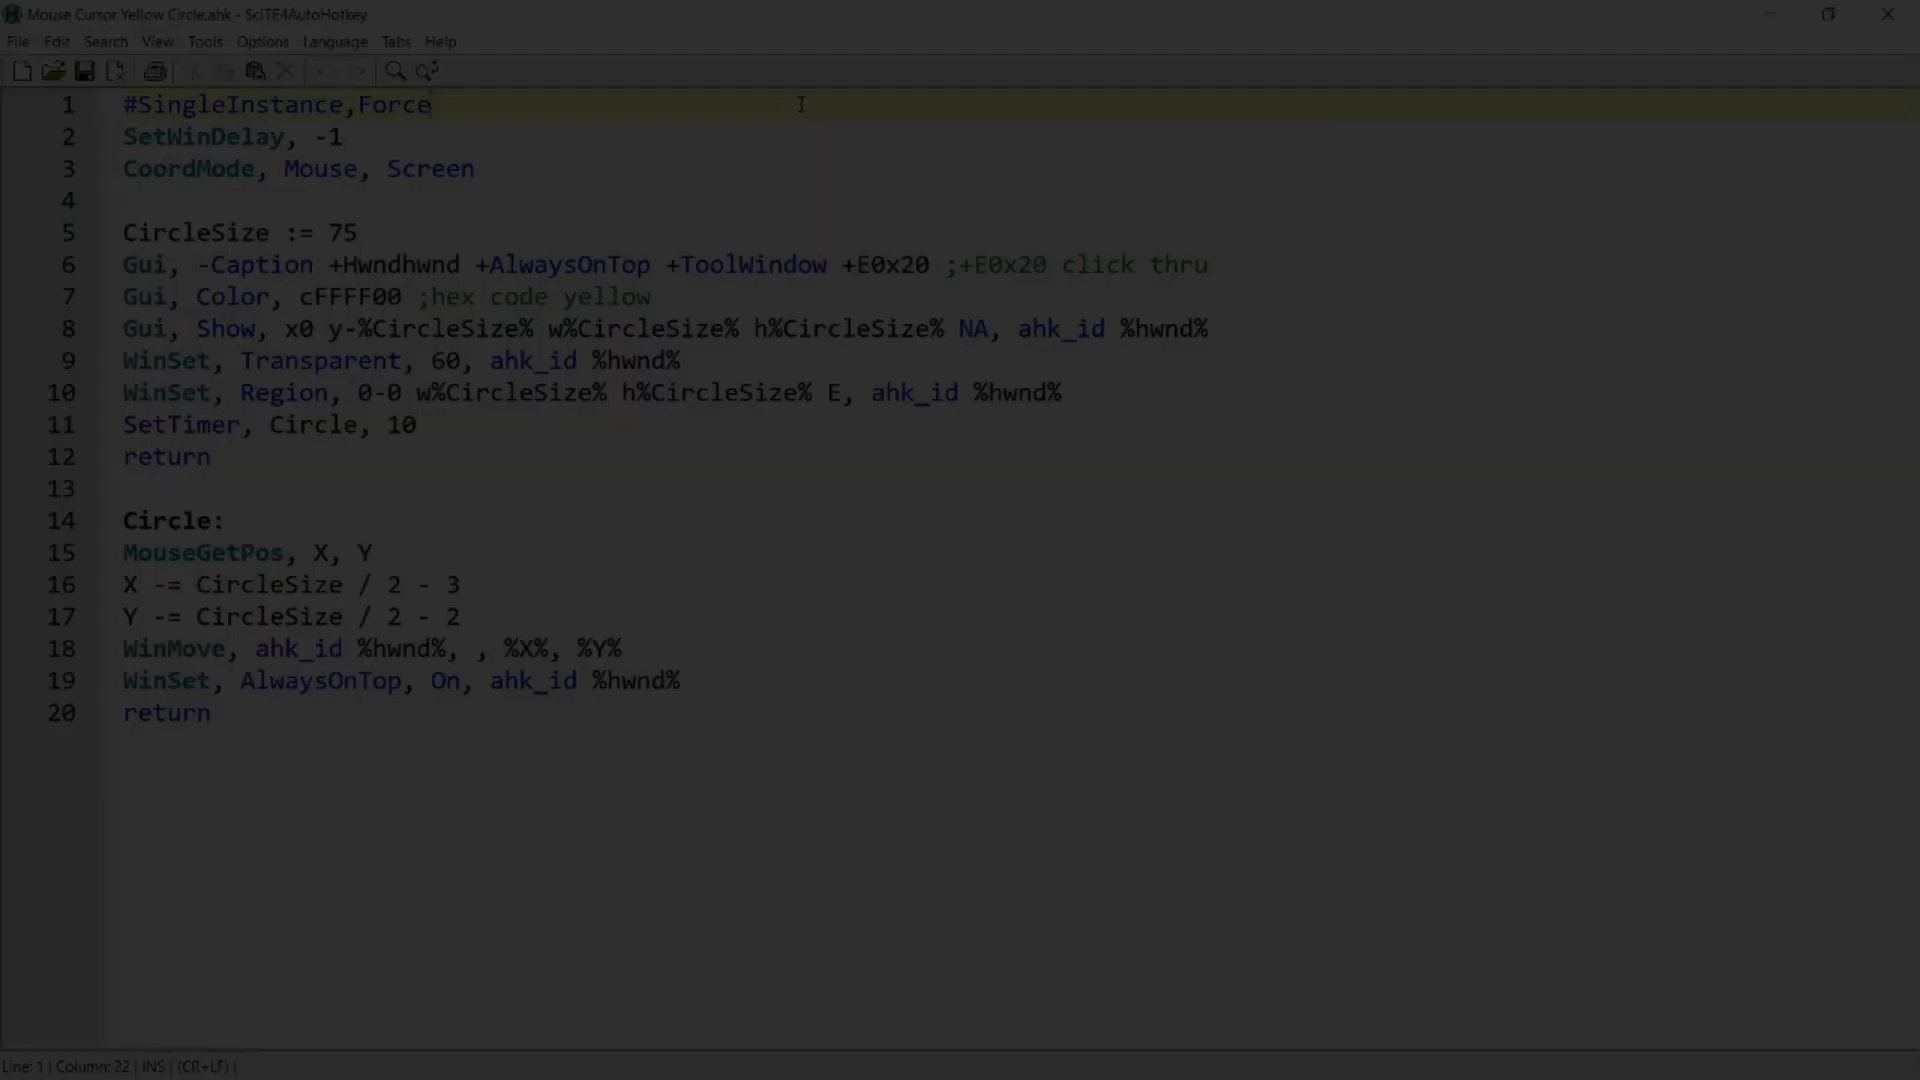 Mouse Cursor Yellow Circle.ahk - SciTE4AutoHotkey
File Edit Search View Tools Options Language Tabs Help
1 #SingleInstance,Force
2 SetWinDelay, -1
3 CoordMode, Mouse, Screen
4
5 CircleSize := 75
6 Gui, -Caption +Hwndhwnd +AlwaysOnTop +ToolWindow +E0x20 ;+E0x20 click thru
7 Gui, Color, cFFFF00 ;hex code yellow
8 Gui, Show, x0 y-%CircleSize% w%CircleSize% h%CircleSize% NA, ahk_id %hwnd%
9 WinSet, Transparent, 60, ahk_id %hwnd%
10 WinSet, Region, 0-0 w%CircleSize% h%CircleSize% E, ahk_id %hwnd%
11 SetTimer, Circle, 10
12 return
13
14 Circle:
15 MouseGetPos, X, Y
16 X -= CircleSize / 2 - 3
17 Y -= CircleSize / 2 - 2
18 WinMove, ahk_id %hwnd%, , %X%, %Y%
19 WinSet, AlwaysOnTop, On, ahk_id %hwnd%
20 return
Line: 1 | Column: 22 | INS | (CR+LF) |